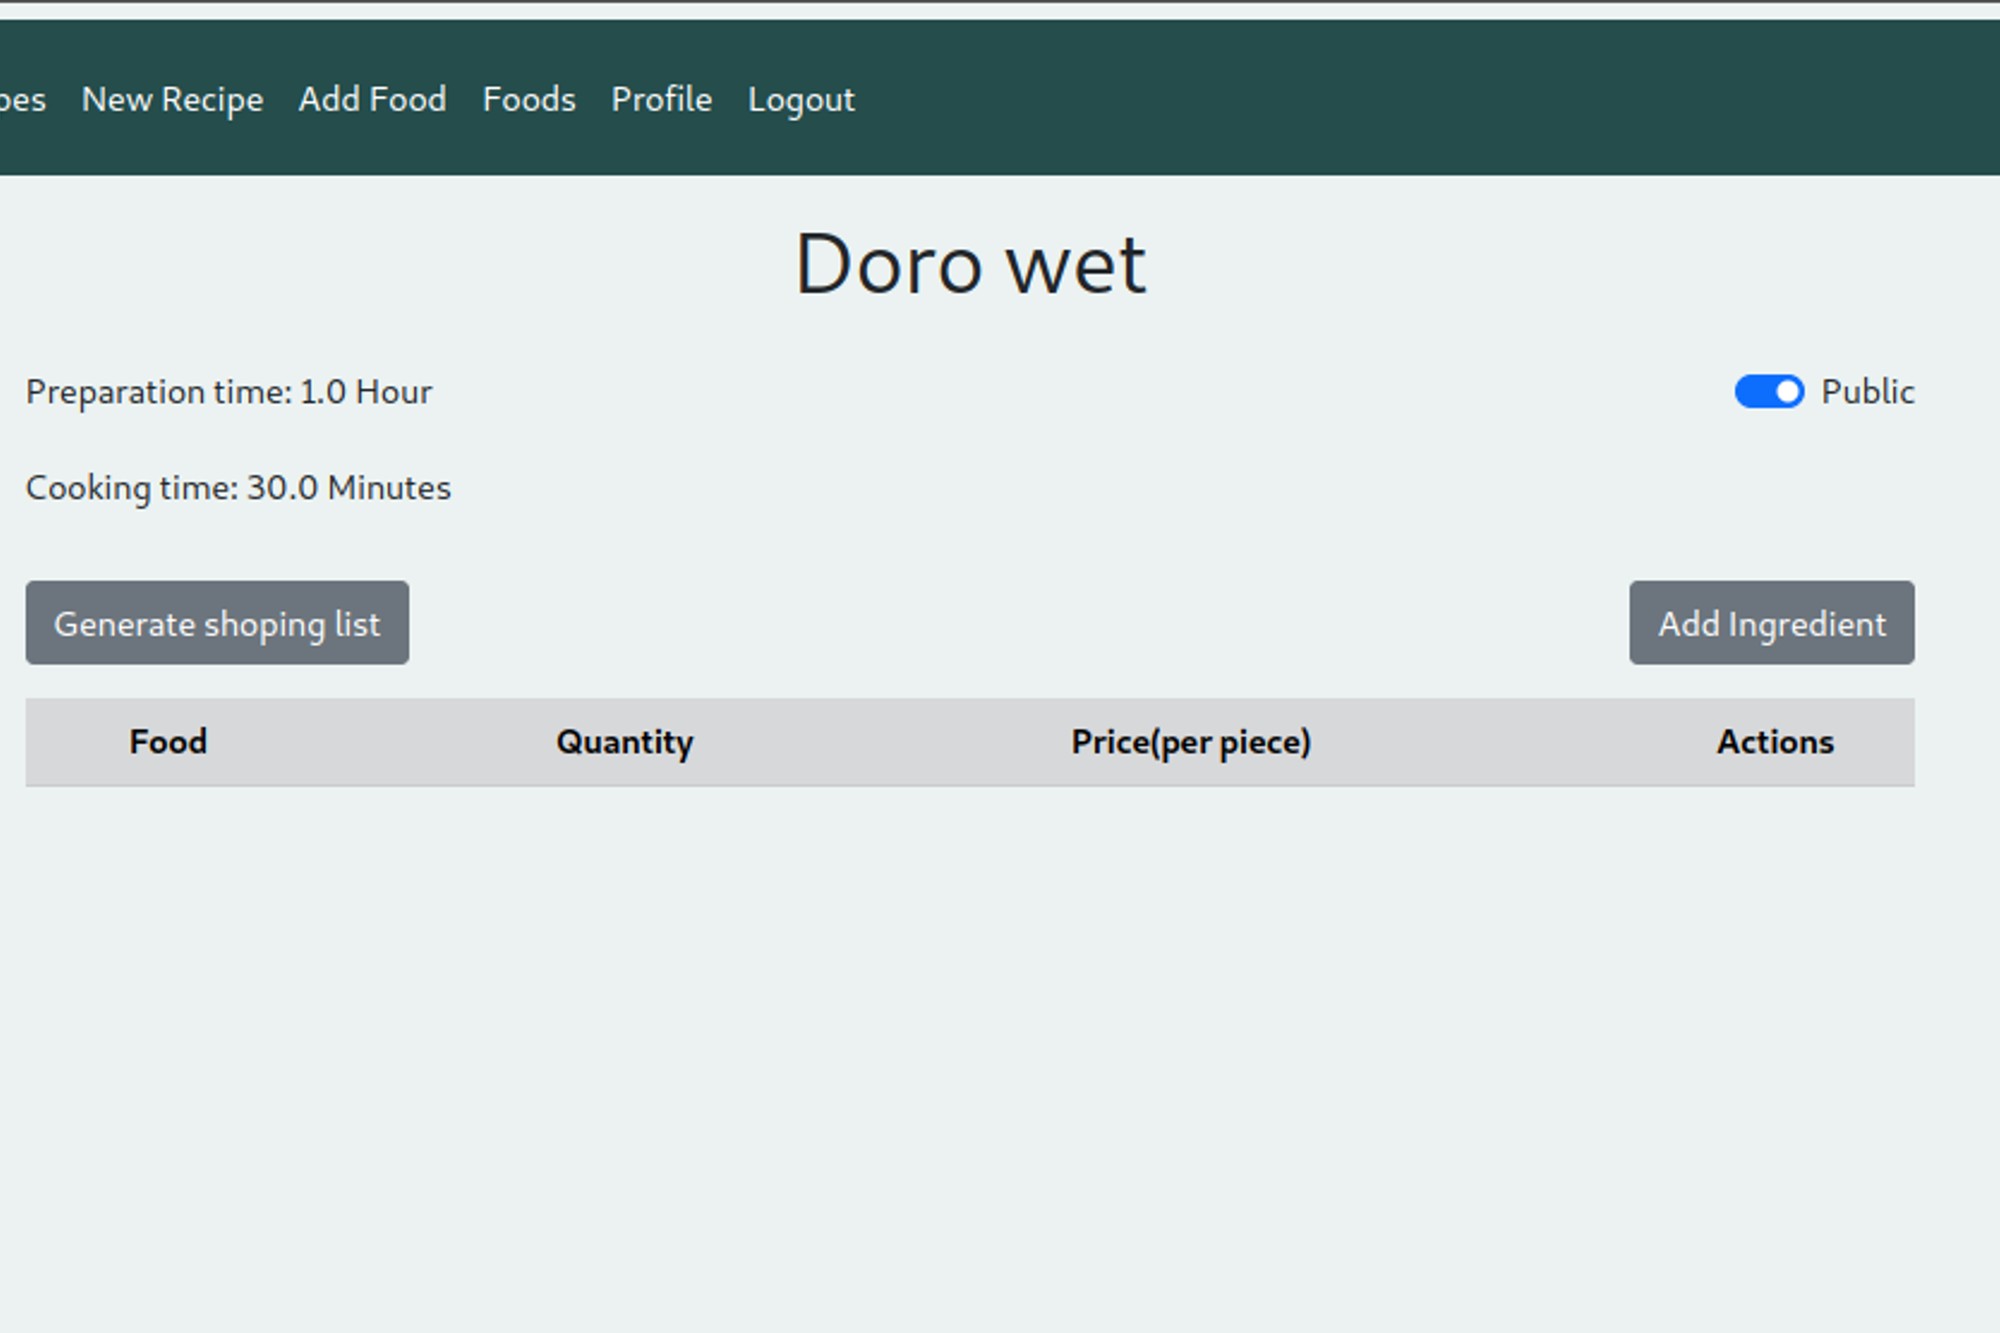 New Recipe Add Food Foods Profile Logout
Doro wet
Preparation time: 1.0 Hour
Public
Cooking time: 30.0 Minutes
Generate shoping list
Add Ingredient
Food Quantity Price(per piece) Actions